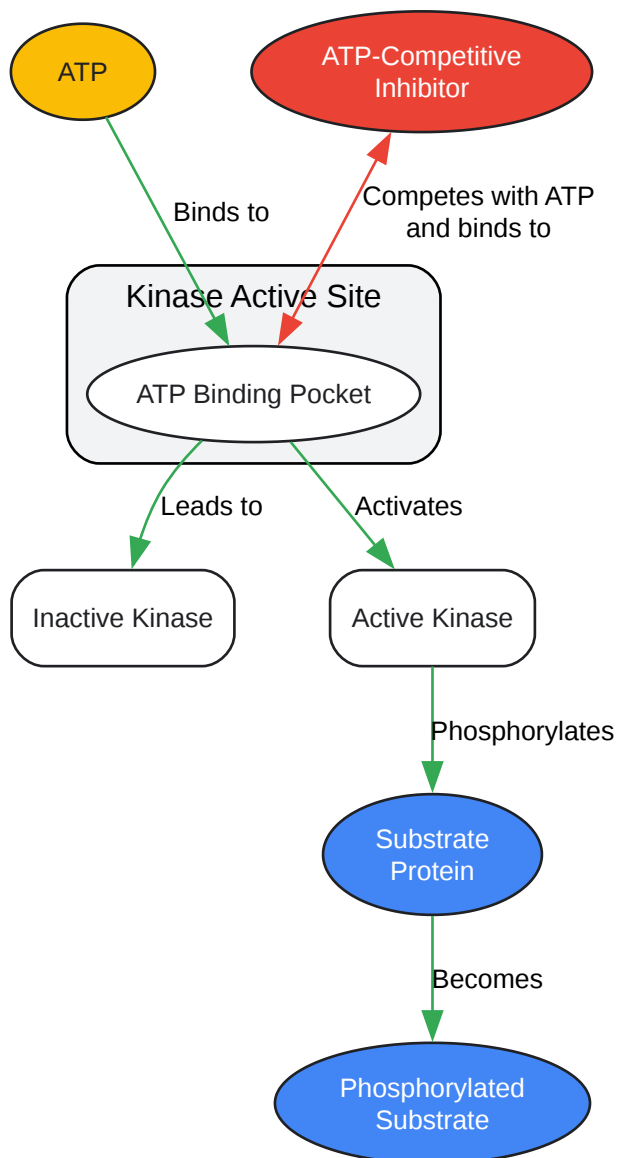 ATP
ATP-Competitive
Inhibitor
Binds to
Competes with ATP
and binds to
Kinase Active Site
ATP Binding Pocket
Leads to
Activates
Inactive Kinase
Active Kinase
Phosphorylates
Substrate
Protein
Becomes
Phosphorylated
Substrate